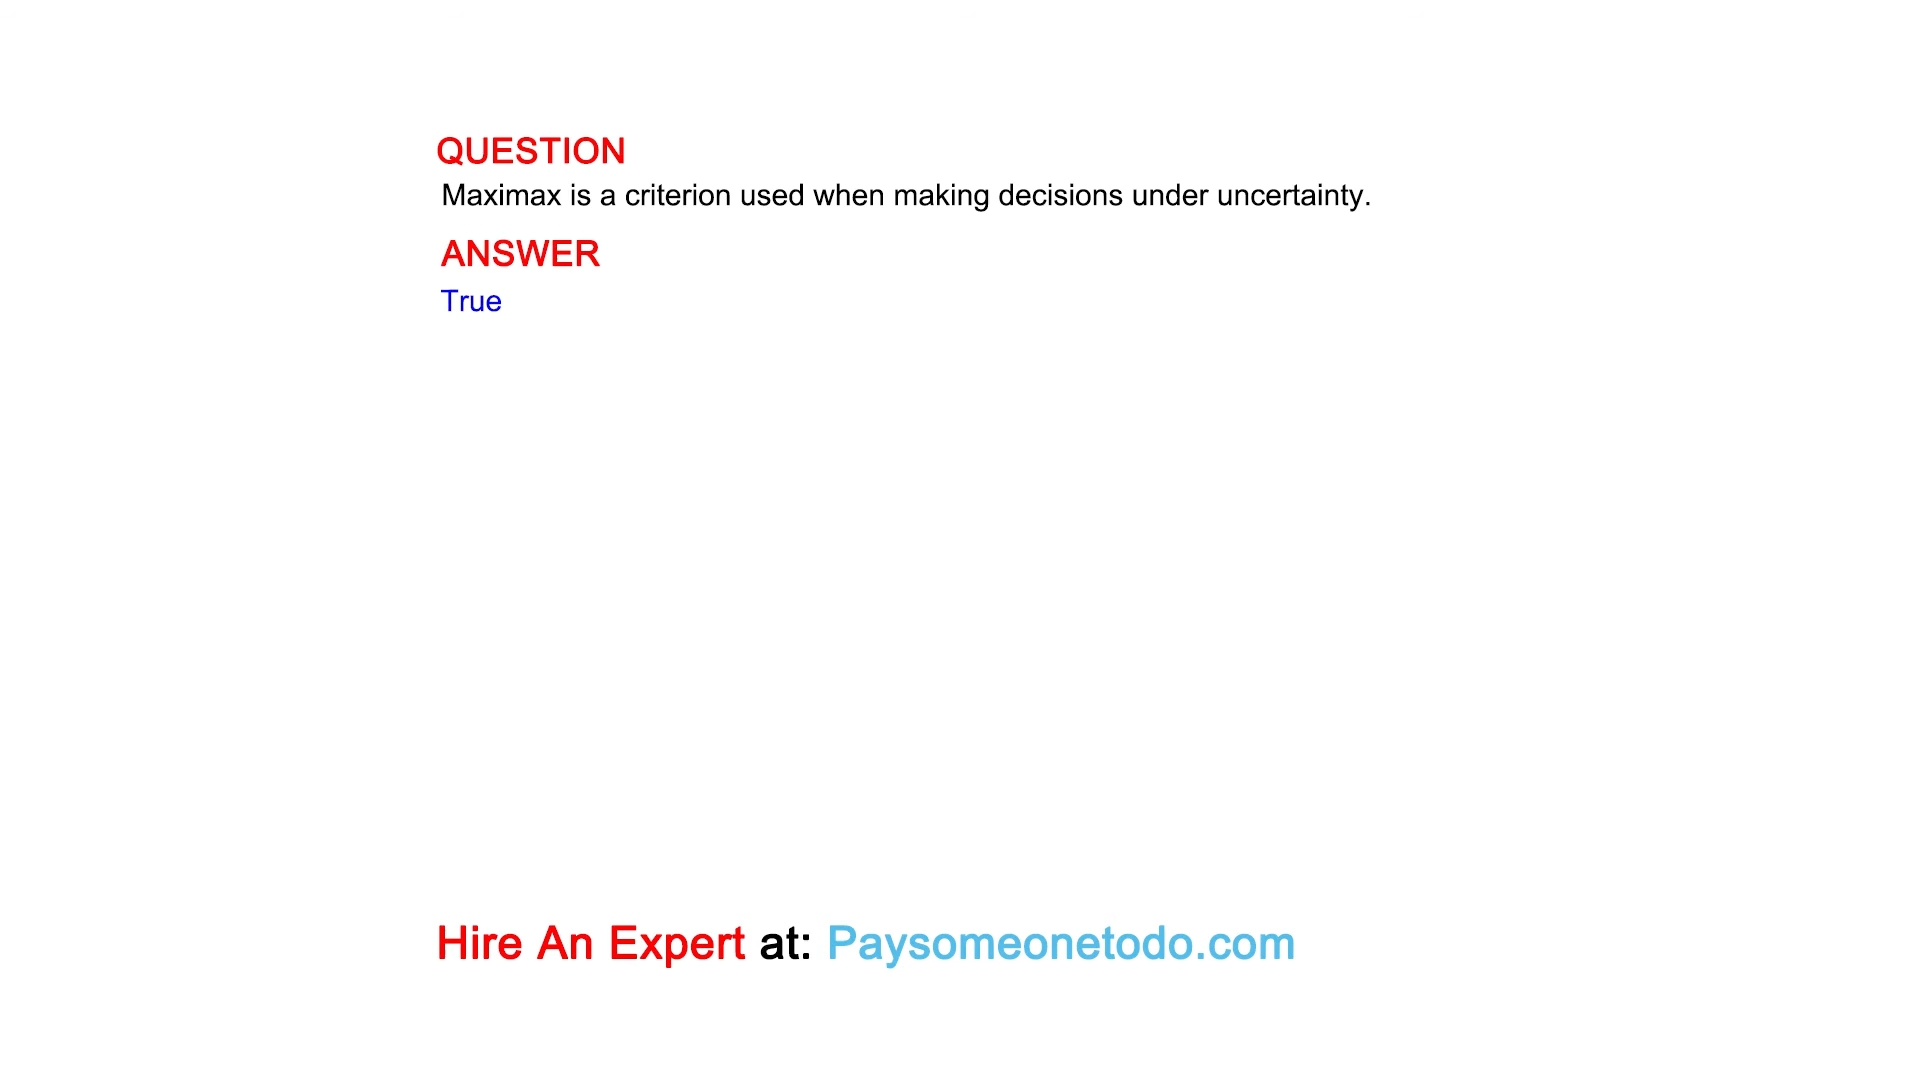 QUESTION
Maximax is a criterion used when making decisions under uncertainty.
ANSWER
True
Hire An Expert at: Paysomeonetodo.com